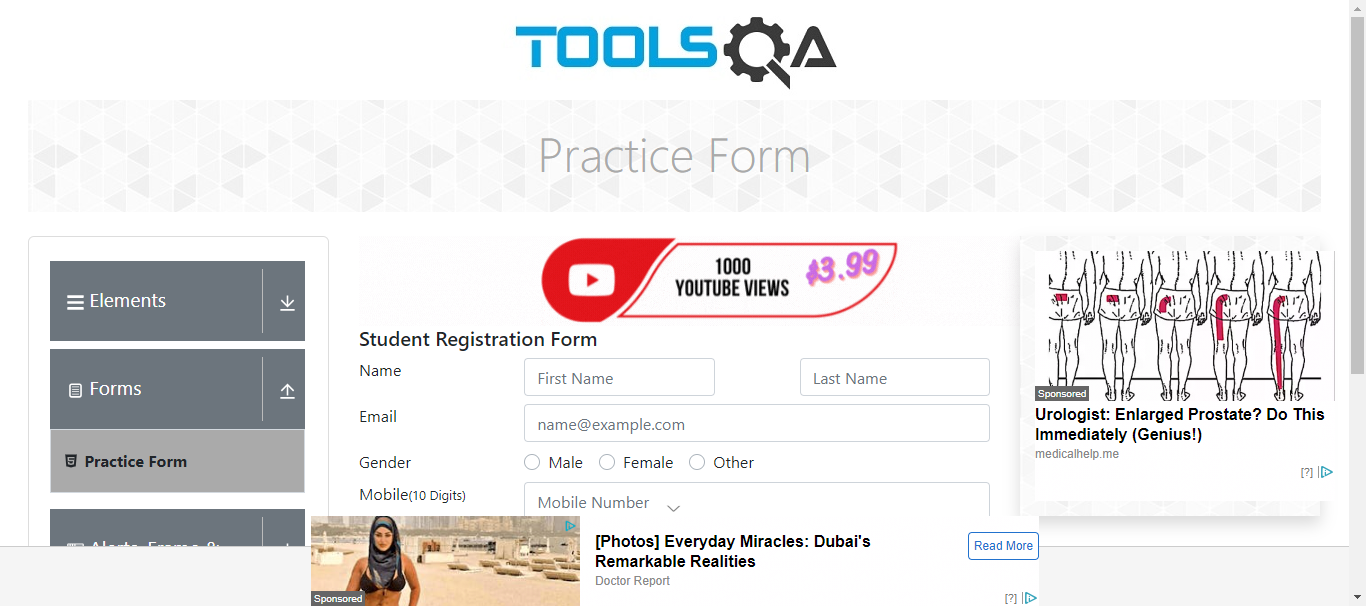 TOOLSQA
Practice Form
Elements
Forms
Practice Form
1000
YOUTUBE VIEWS
$3.99
Student Registration Form
Name
First Name
Last Name
Email
name@example.com
Gender
Male
Female
Other
Mobile(10 Digits)
Mobile Number
Sponsored
Urologist: Enlarged Prostate? Do This
Immediately (Genius!)
medicalhelp.me
[?]
Sponsored
[Photos] Everyday Miracles: Dubai's
Remarkable Realities
Doctor Report
Read More
[?]